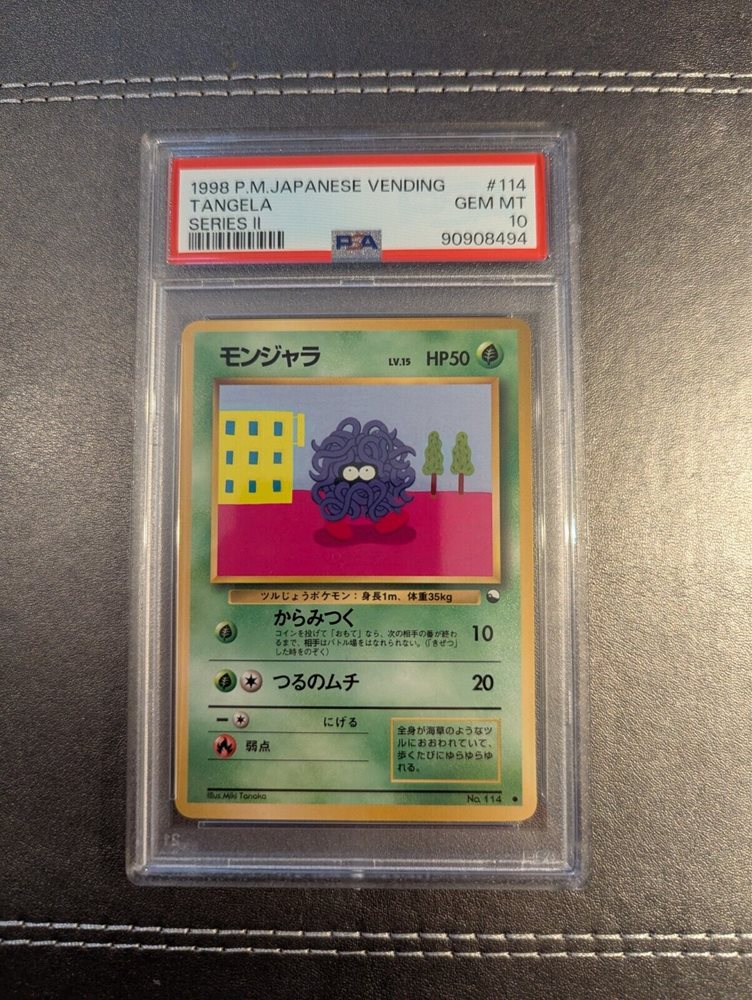 1998 P.M.JAPANESE VENDING #114
TANGELA GEM MT
SERIES II 10
PSA 90908494
モンジャラ LV.15 HP50
ツルじょうポケモン：身長1m、体重35kg
からみつく 10
コインを投げて「おもて」なら、次の相手の番が終わ
るまで、相手はバトル場をはなれられない。（「きぜつ」
した時をのぞく）
つるのムチ 20
ー にげる
弱点
全身が海草のようなツ
ルにおおわれていて、
歩くたびにゆらゆらゆ
れる。
Illus. Miki Tanaka No. 114 ●